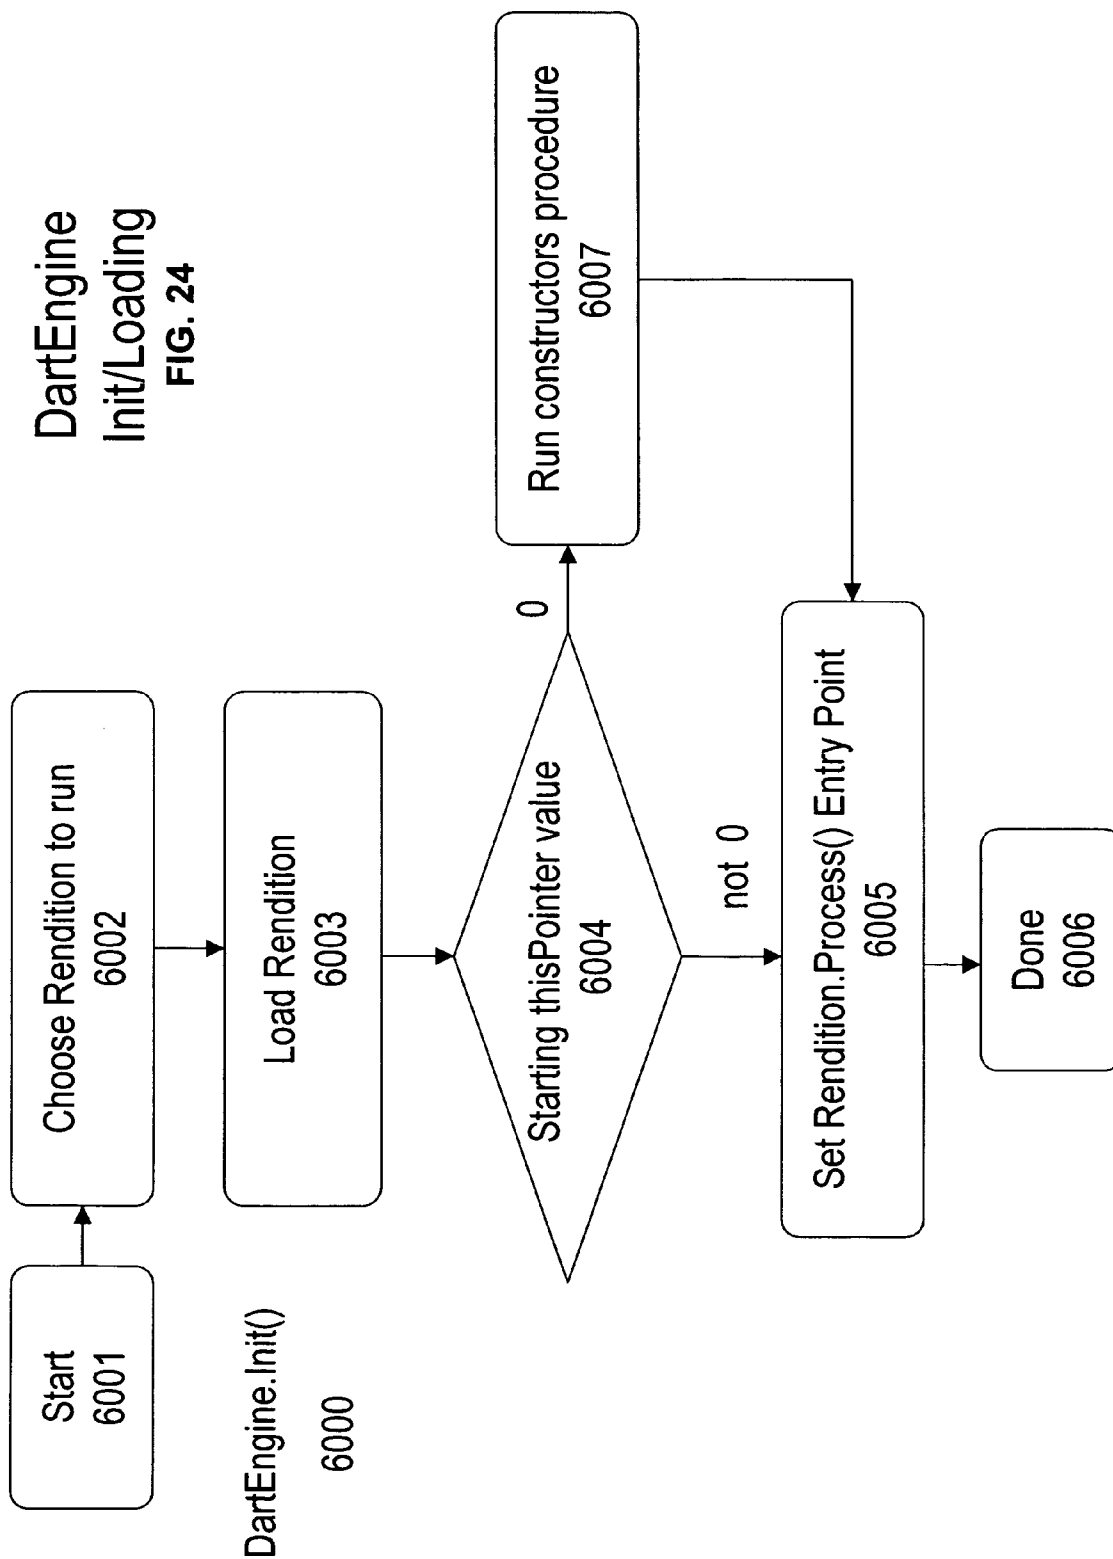 DartEngine
Init/Loading
FIG. 24
Start
6001
DartEngine.Init()
6000
Choose Rendition to run
6002
Load Rendition
6003
Starting thisPointer value
6004
0
not 0
Run constructors procedure
6007
Set Rendition.Process() Entry Point
6005
Done
6006